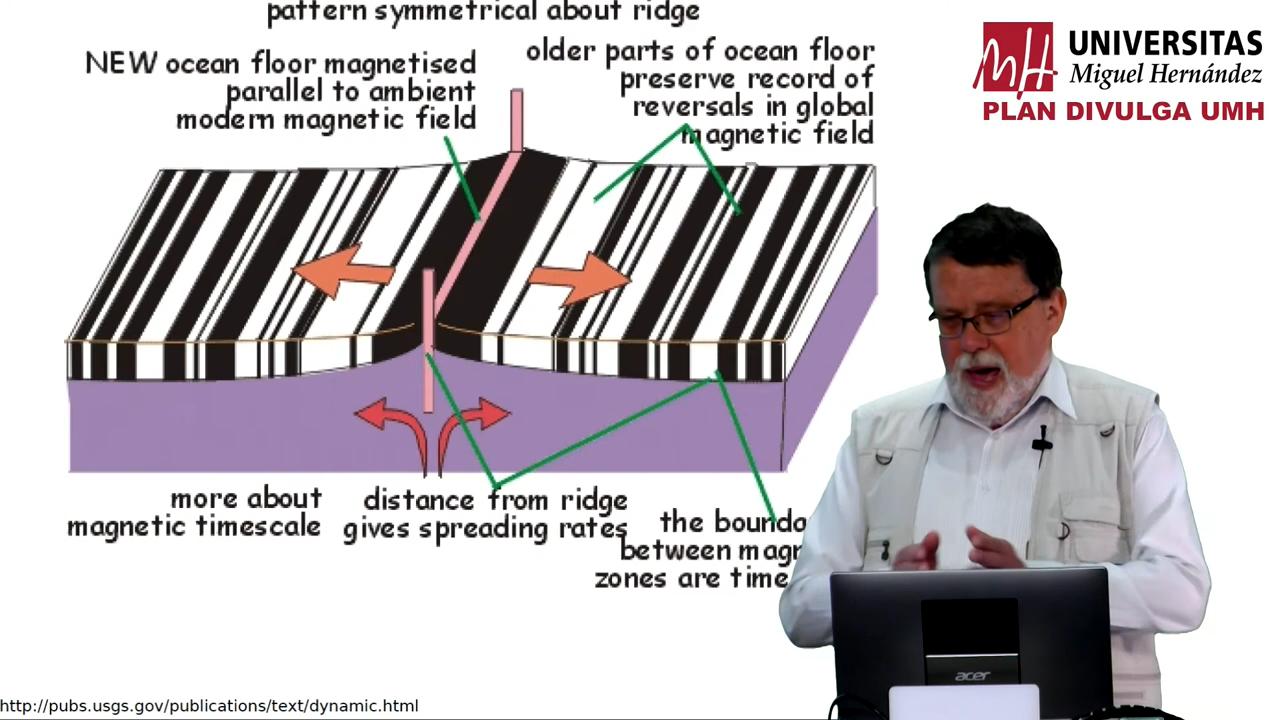 pattern symmetrical about ridge
NEW ocean floor magnetised
parallel to ambient
modern magnetic field
older parts of ocean floor
preserve record of
reversals in global
magnetic field
UNIVERSITAS
Miguel Hernández
PLAN DIVULGA UMH
more about
magnetic timescale
distance from ridge
gives spreading rates
the
between
zones are time
acer
http://pubs.usgs.gov/publications/text/dynamic.html